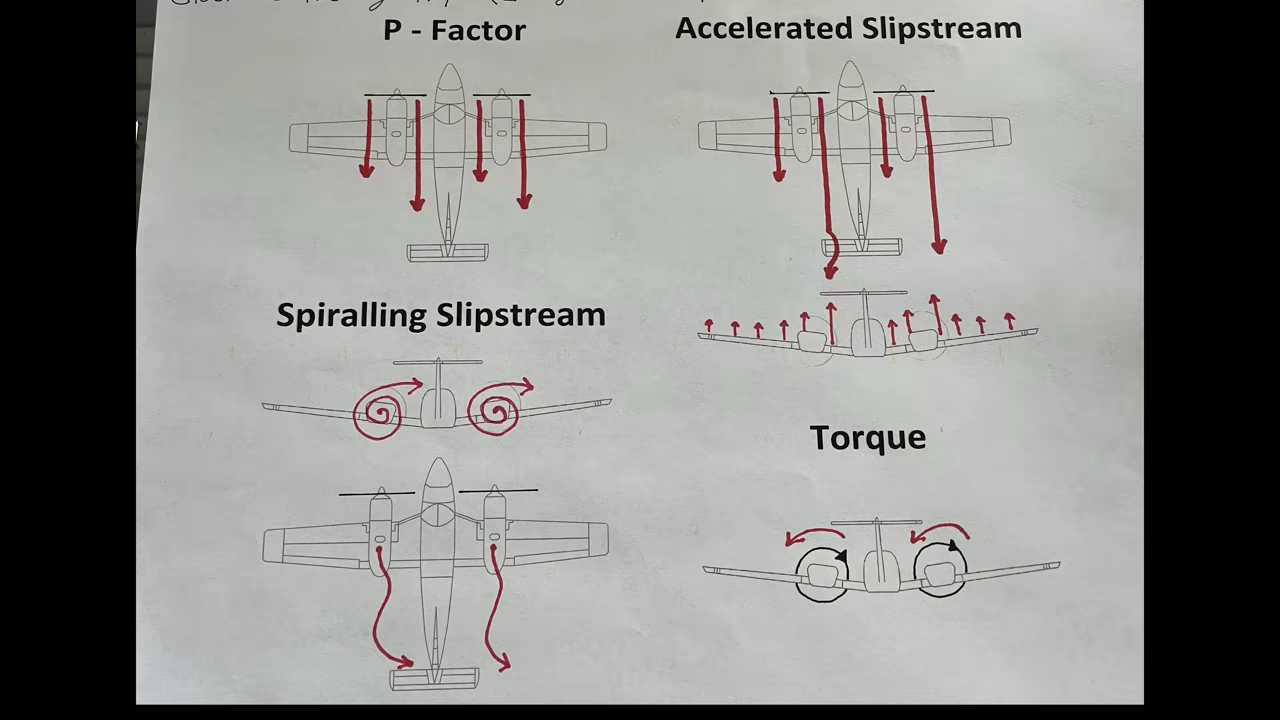 P - Factor
Accelerated Slipstream
Spiralling Slipstream
Torque